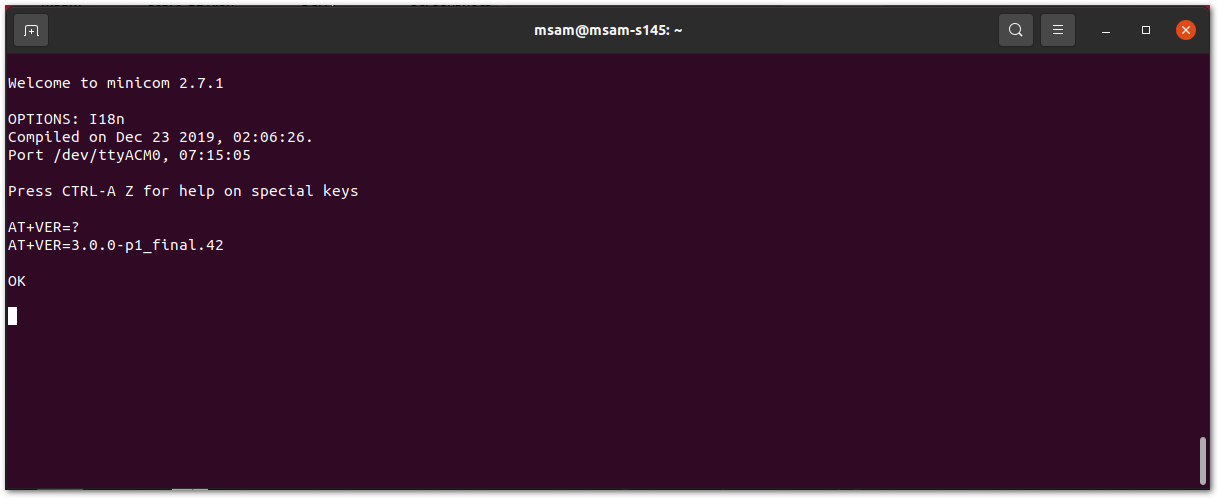 msam@msam-s145: ~
Welcome to minicom 2.7.1
OPTIONS: I18n
Compiled on Dec 23 2019, 02:06:26.
Port /dev/ttyACM0, 07:15:05
Press CTRL-A Z for help on special keys
AT+VER=?
AT+VER=3.0.0-p1_final.42
OK